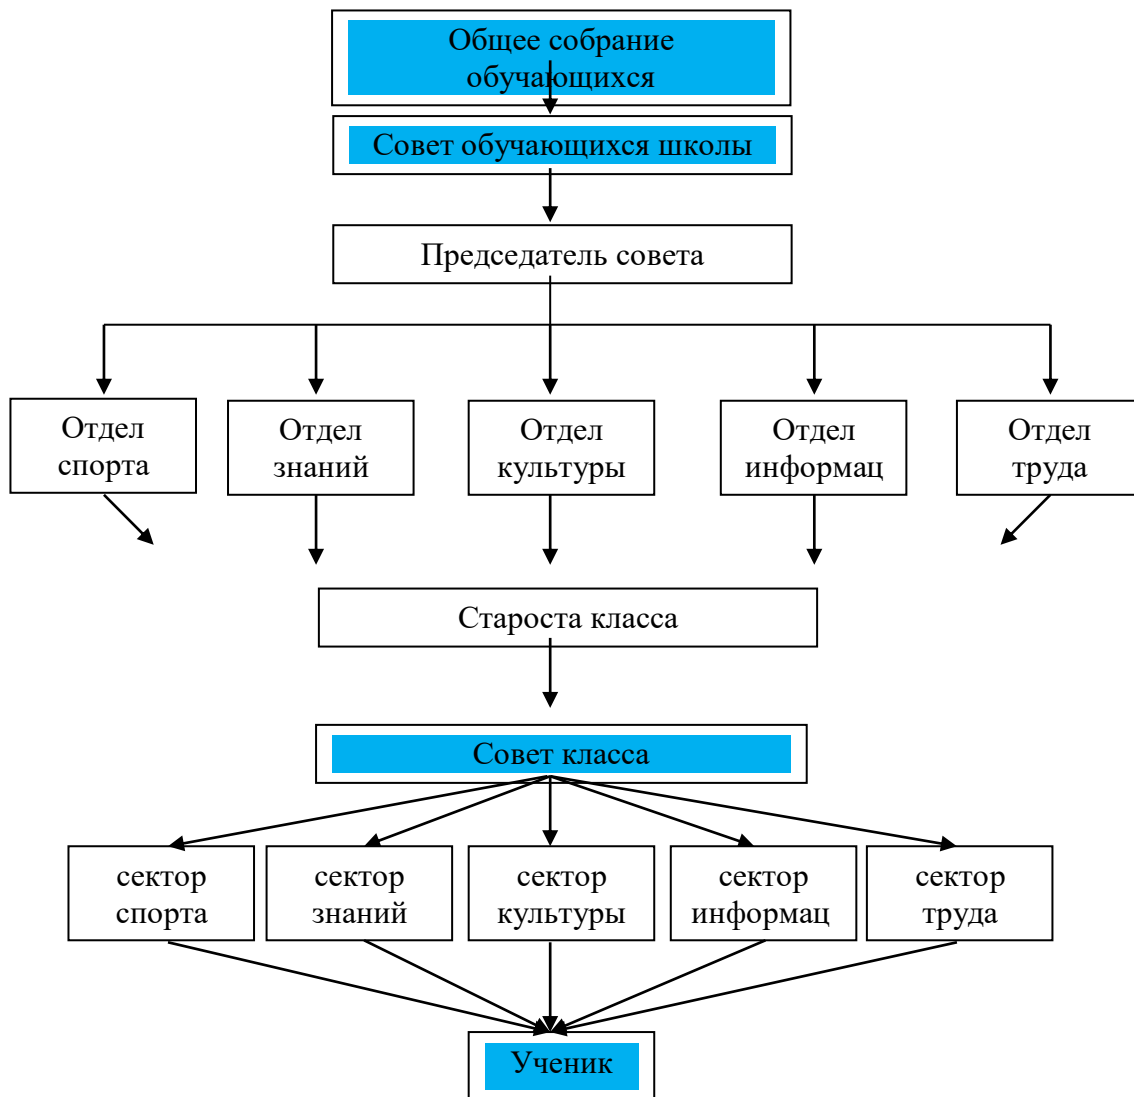 Общее собрание
обучающихся
Совет обучающихся школы
Председатель совета
Отдел
спорта
Отдел
знаний
Отдел
культуры
Отдел
информац
Отдел
труда
Староста класса
Совет класса
сектор
спорта
сектор
знаний
сектор
культуры
сектор
информац
сектор
труда
Ученик